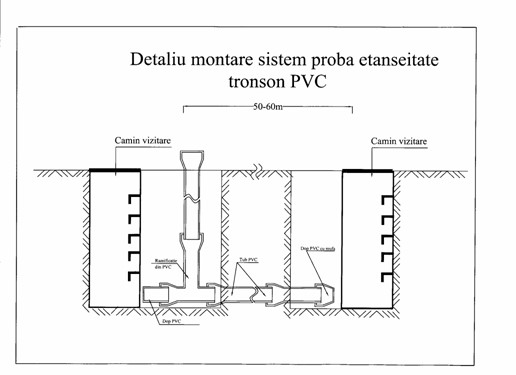 Detaliu montare sistem proba etanseitate
tronson PVC
50-60m
Camin vizitare
Camin vizitare
Ramificatie
din PVC
Tub PVC
Dop PVC cu mufa
Dop PVC